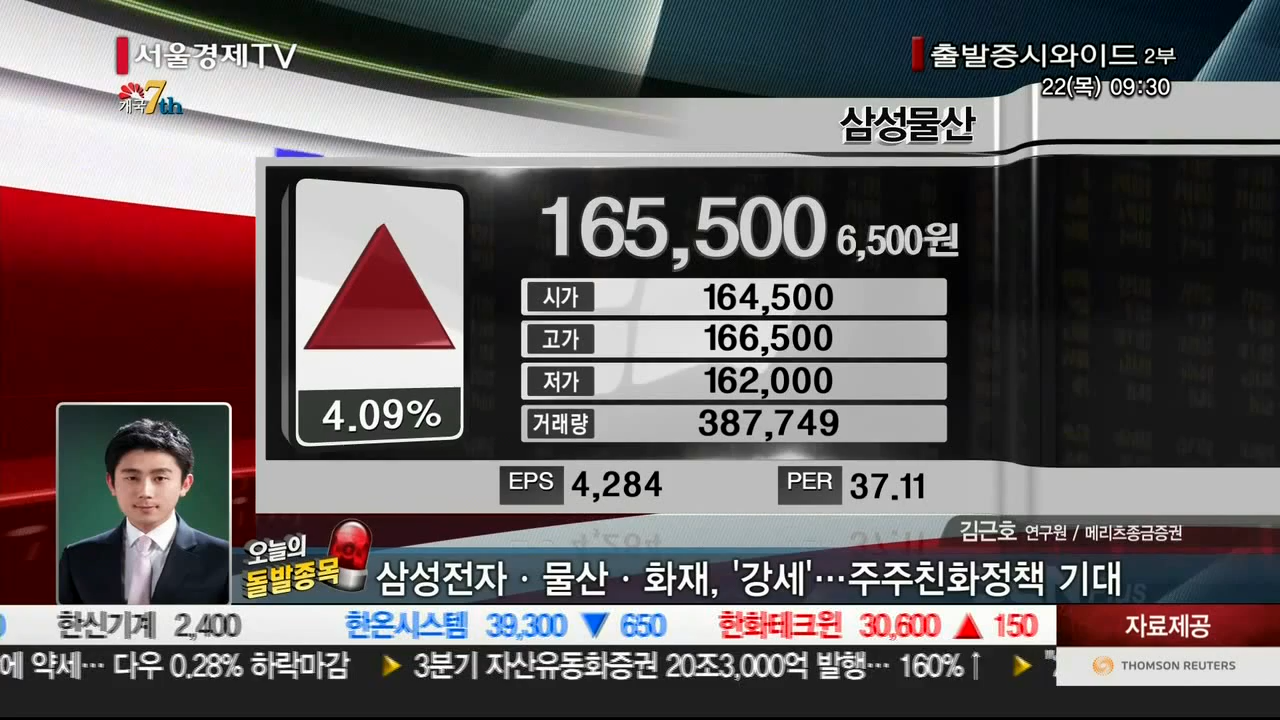 서울경제TV
개국 7th
출발증시와이드 2부
22(목) 09:30
삼성물산
165,500 6,500원
4.09%
시가 164,500
고가 166,500
저가 162,000
거래량 387,749
EPS 4,284 PER 37.11
김근호 연구원 / 메리츠종금증권
오늘의
돌발종목
삼성전자 · 물산 · 화재, '강세'…주주친화정책 기대
한신기계 2,400 한온시스템 39,300 ▼ 650 한화테크윈 30,600 ▲ 150
자료제공
에 약세… 다우 0.28% 하락마감 ▶ 3분기 자산유동화증권 20조3,000억 발행… 160%↑ ▶
THOMSON REUTERS